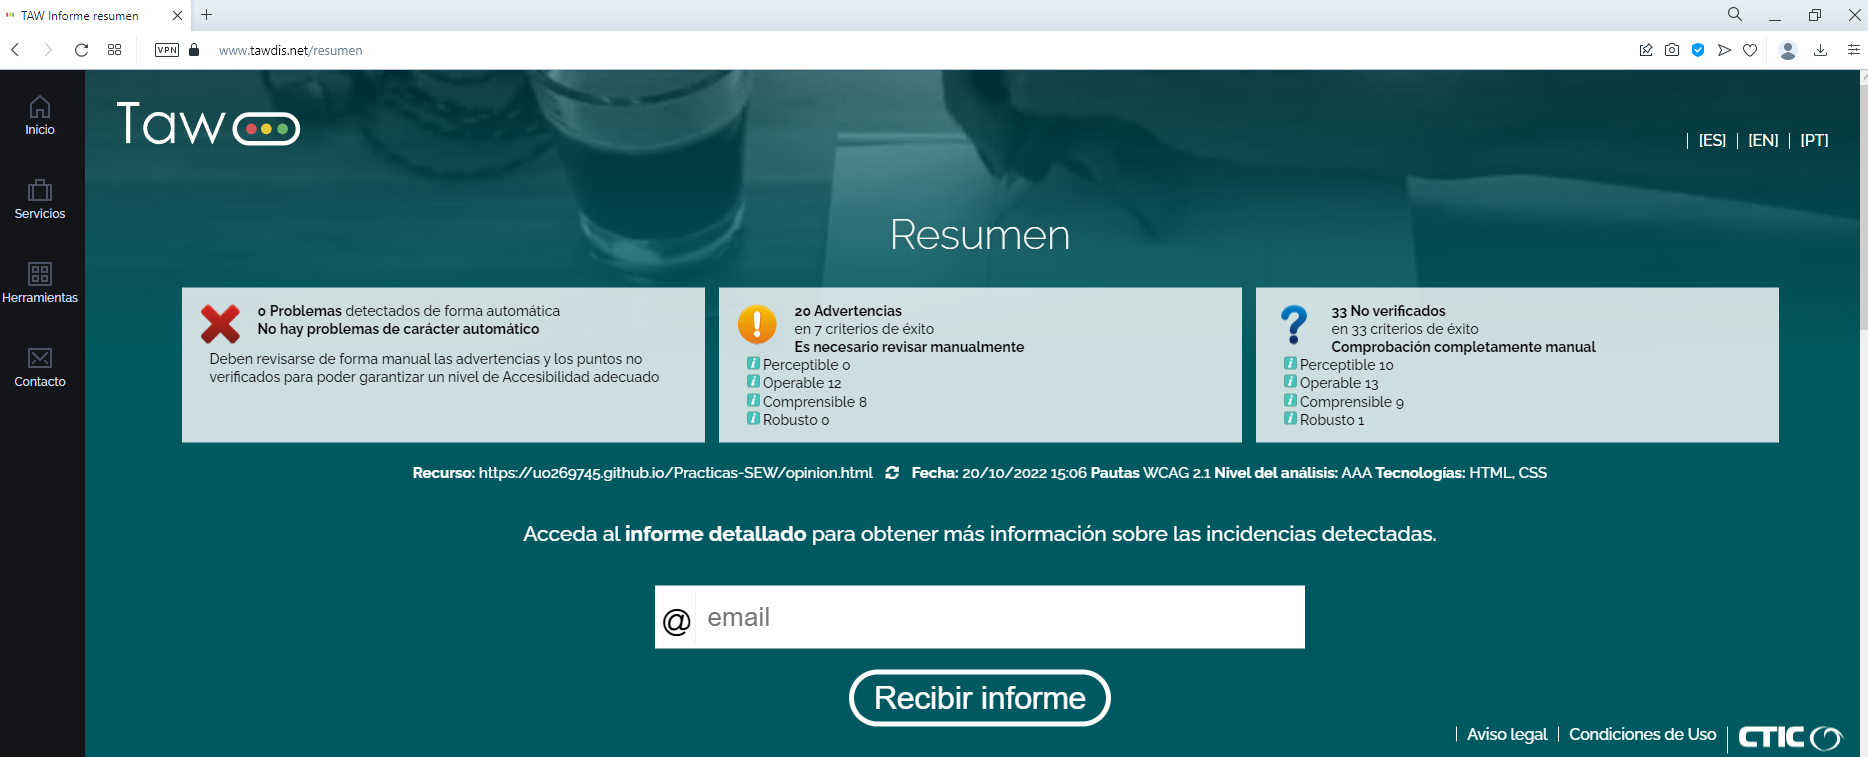 TAW Informe resumen
VPN
www.tawdis.net/resumen
Inicio
Servicios
Herramientas
Contacto
Taw
[ES] | [EN] | [PT]
Resumen
0 Problemas detectados de forma automática
No hay problemas de carácter automático
Deben revisarse de forma manual las advertencias y los puntos no
verificados para poder garantizar un nivel de Accesibilidad adecuado
20 Advertencias
en 7 criterios de éxito
Es necesario revisar manualmente
i Perceptible 0
i Operable 12
i Comprensible 8
i Robusto 0
33 No verificados
en 33 criterios de éxito
Comprobación completamente manual
i Perceptible 10
i Operable 13
i Comprensible 9
i Robusto 1
Recurso: https://uo269745.github.io/Practicas-SEW/opinion.html Fecha: 20/10/2022 15:06 Pautas WCAG 2.1 Nivel del análisis: AAA Tecnologías: HTML, CSS
Acceda al informe detallado para obtener más información sobre las incidencias detectadas.
@ email
Recibir informe
| Aviso legal | Condiciones de Uso | CTIC